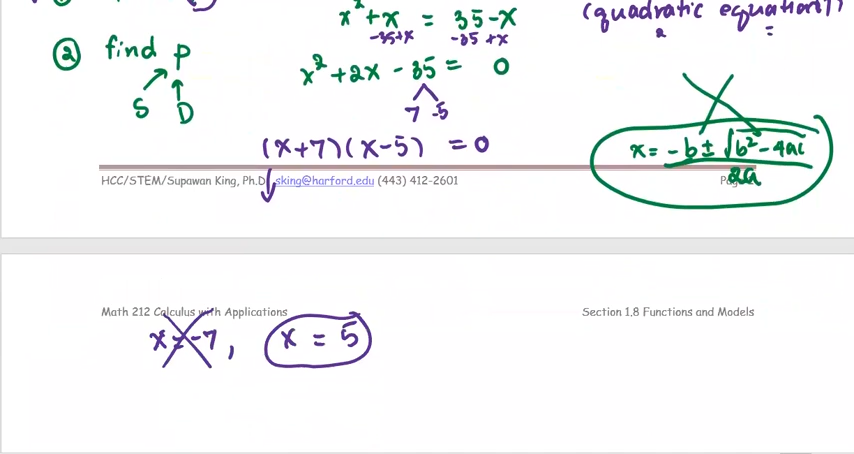 x² + x = 35 - x
-35+x -35 +x
(quadratic equation!)
② find p
x² + 2x - 35 = 0
S D
7 -5
(x+7)(x-5) = 0
x = -b ± √b² - 4ac
2a
HCC/STEM/Supawan King, Ph.D sking@harford.edu (443) 412-2601
Math 212 Calculus with Applications Section 1.8 Functions and Models
x = -7, x = 5